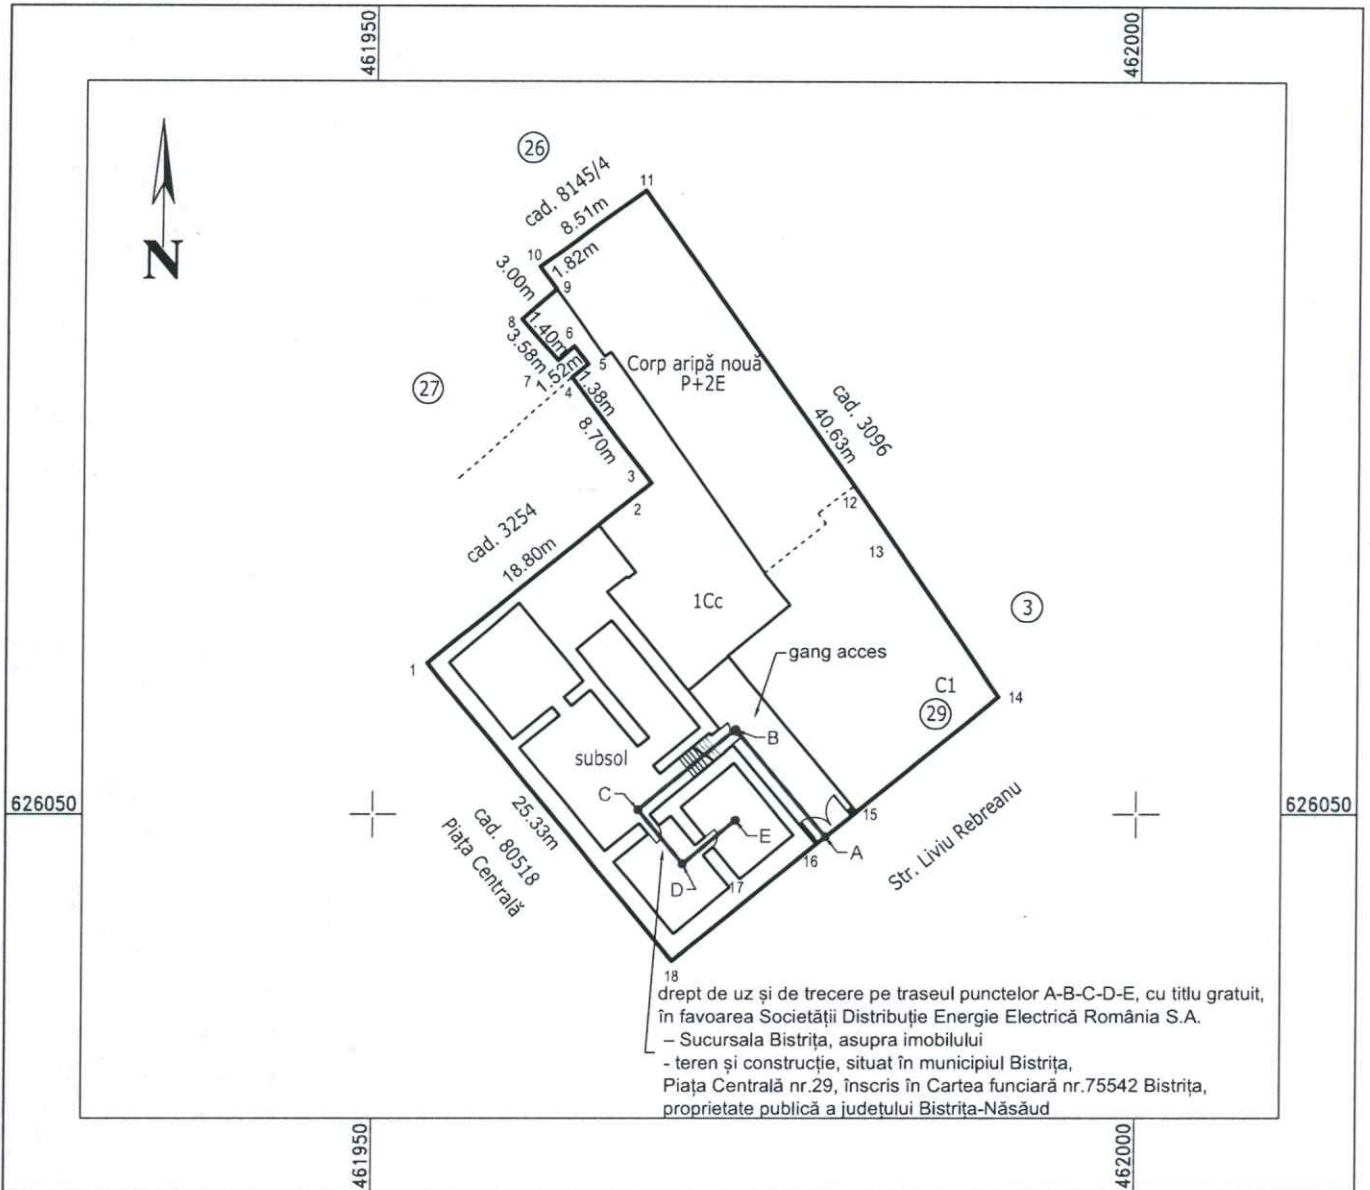 461950
462000
26
N
cad. 8145/4
8.51m
11
10
1.82m
3.00m
9
8
1.40m
6
3.58m
5
7
1.52m
4
1.38m
27
Corp aripă nouă
P+2E
8.70m
cad. 3096
40.63m
3
2
12
13
cad. 3254
18.80m
1Cc
3
1
gang acces
C1
29
14
B
subsol
C
626050
626050
25.33m
cad. 80518
Piața Centrală
15
E
16
A
Str. Liviu Rebreanu
D
17
18
drept de uz și de trecere pe traseul punctelor A-B-C-D-E, cu titlu gratuit,
în favoarea Societății Distribuție Energie Electrică România S.A.
– Sucursala Bistrița, asupra imobilului
- teren și construcție, situat în municipiul Bistrița,
Piața Centrală nr.29, înscris în Cartea funciară nr.75542 Bistrița,
proprietate publică a județului Bistrița-Năsăud
461950
462000